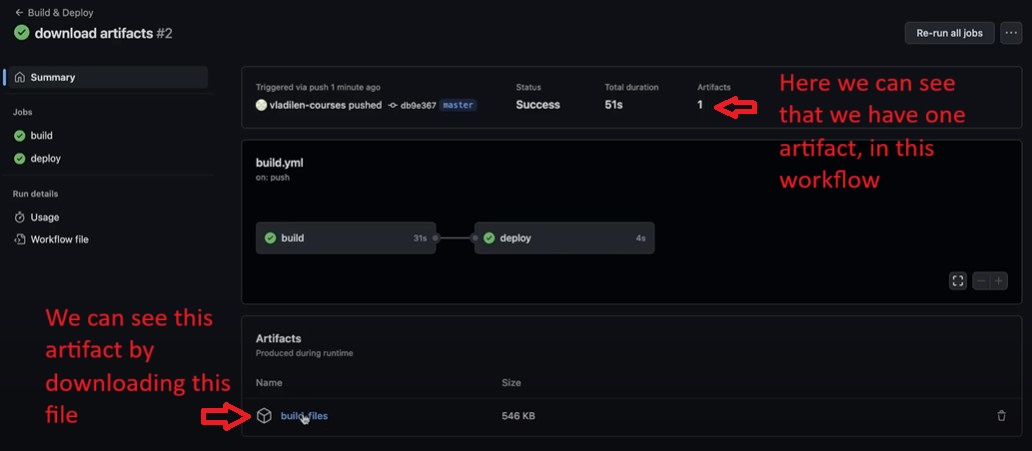 ← Build & Deploy
download artifacts #2
Re-run all jobs
...
Summary
Jobs
build
deploy
Run details
Usage
Workflow file
Triggered via push 1 minute ago
vladilen-courses pushed db9e367 master
Status
Success
Total duration
51s
Artifacts
1
Here we can see
that we have one
artifact, in this
workflow
build.yml
on: push
build 31s
deploy 4s
We can see this
artifact by
downloading this
file
Artifacts
Produced during runtime
Name Size
build-files 546 KB